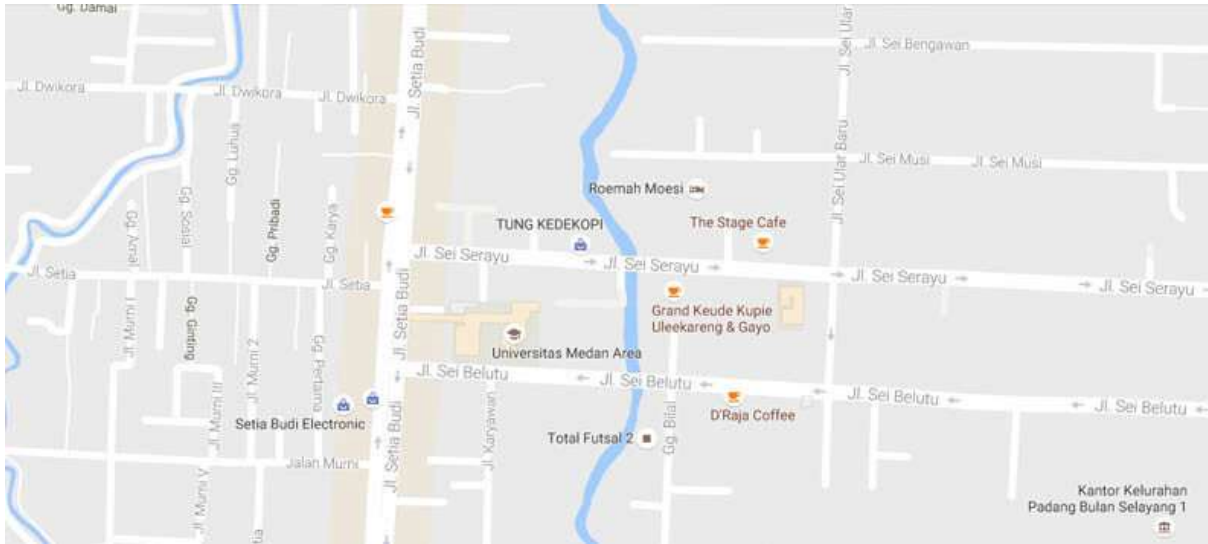 Gg. Damai
Jl. Sei Bengawan
Jl. Sei Ular
Jl. Setia Budi
Jl. Dwikora
Jl. Dwikora
Jl. Dwikora
Gg. Luhua
Jl. Sei Musi
Jl. Sei Musi
Jl. Sei Ular Baru
Roemah Moesi
Gg. Sosial
Gg. Pribadi
Gg. Karya
Gg. Amal
TUNG KEDEKOPI
The Stage Cafe
Jl. Sei Serayu
Jl. Sei Serayu
Jl. Sei Serayu
Jl. Sei Serayu
Jl. Setia
Jl. Setia
Jl. Setia Budi
Grand Keude Kupie
Uleekareng & Gayo
Jl. Murni I
Gg. Ginting
Jl. Murni 2
Gg. Pertama
Universitas Medan Area
Jl. Sei Belutu
Jl. Sei Belutu
Jl. Sei Belutu
Jl. Sei Belutu
Jl. Murni III
D'Raja Coffee
Setia Budi Electronic
Total Futsal 2
Gg. Bilal
Jl. Karyawan
Jl. Setia Budi
Jalan Murni
Jl. Murni V
Kantor Kelurahan
Padang Bulan Selayang 1